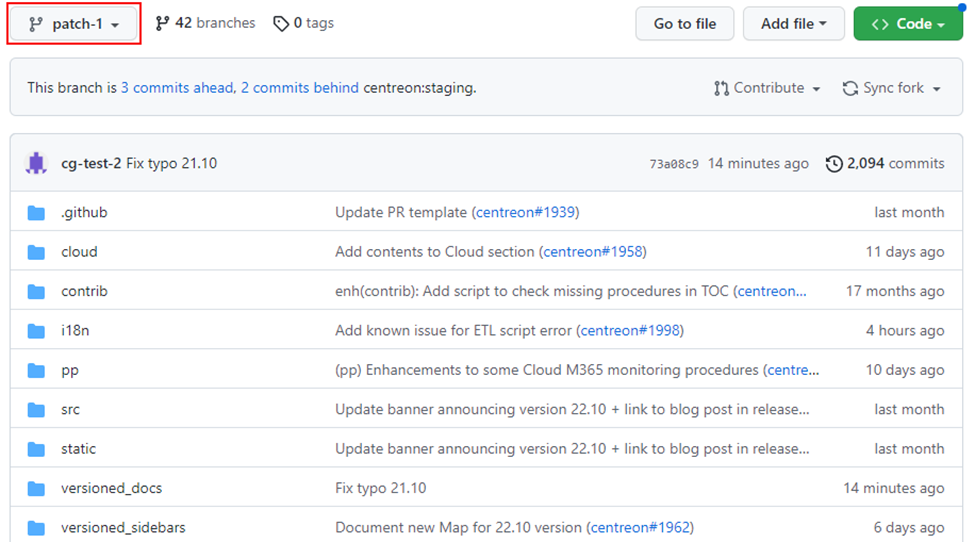 patch-1 42 branches 0 tags Go to file Add file <> Code
This branch is 3 commits ahead, 2 commits behind centreon:staging. Contribute Sync fork
cg-test-2 Fix typo 21.10 73a08c9 14 minutes ago 2,094 commits
.github Update PR template (centreon#1939) last month
cloud Add contents to Cloud section (centreon#1958) 11 days ago
contrib enh(contrib): Add script to check missing procedures in TOC (centreon... 17 months ago
i18n Add known issue for ETL script error (centreon#1998) 4 hours ago
pp (pp) Enhancements to some Cloud M365 monitoring procedures (centre... 10 days ago
src Update banner announcing version 22.10 + link to blog post in release... last month
static Update banner announcing version 22.10 + link to blog post in release... last month
versioned_docs Fix typo 21.10 14 minutes ago
versioned_sidebars Document new Map for 22.10 version (centreon#1962) 6 days ago